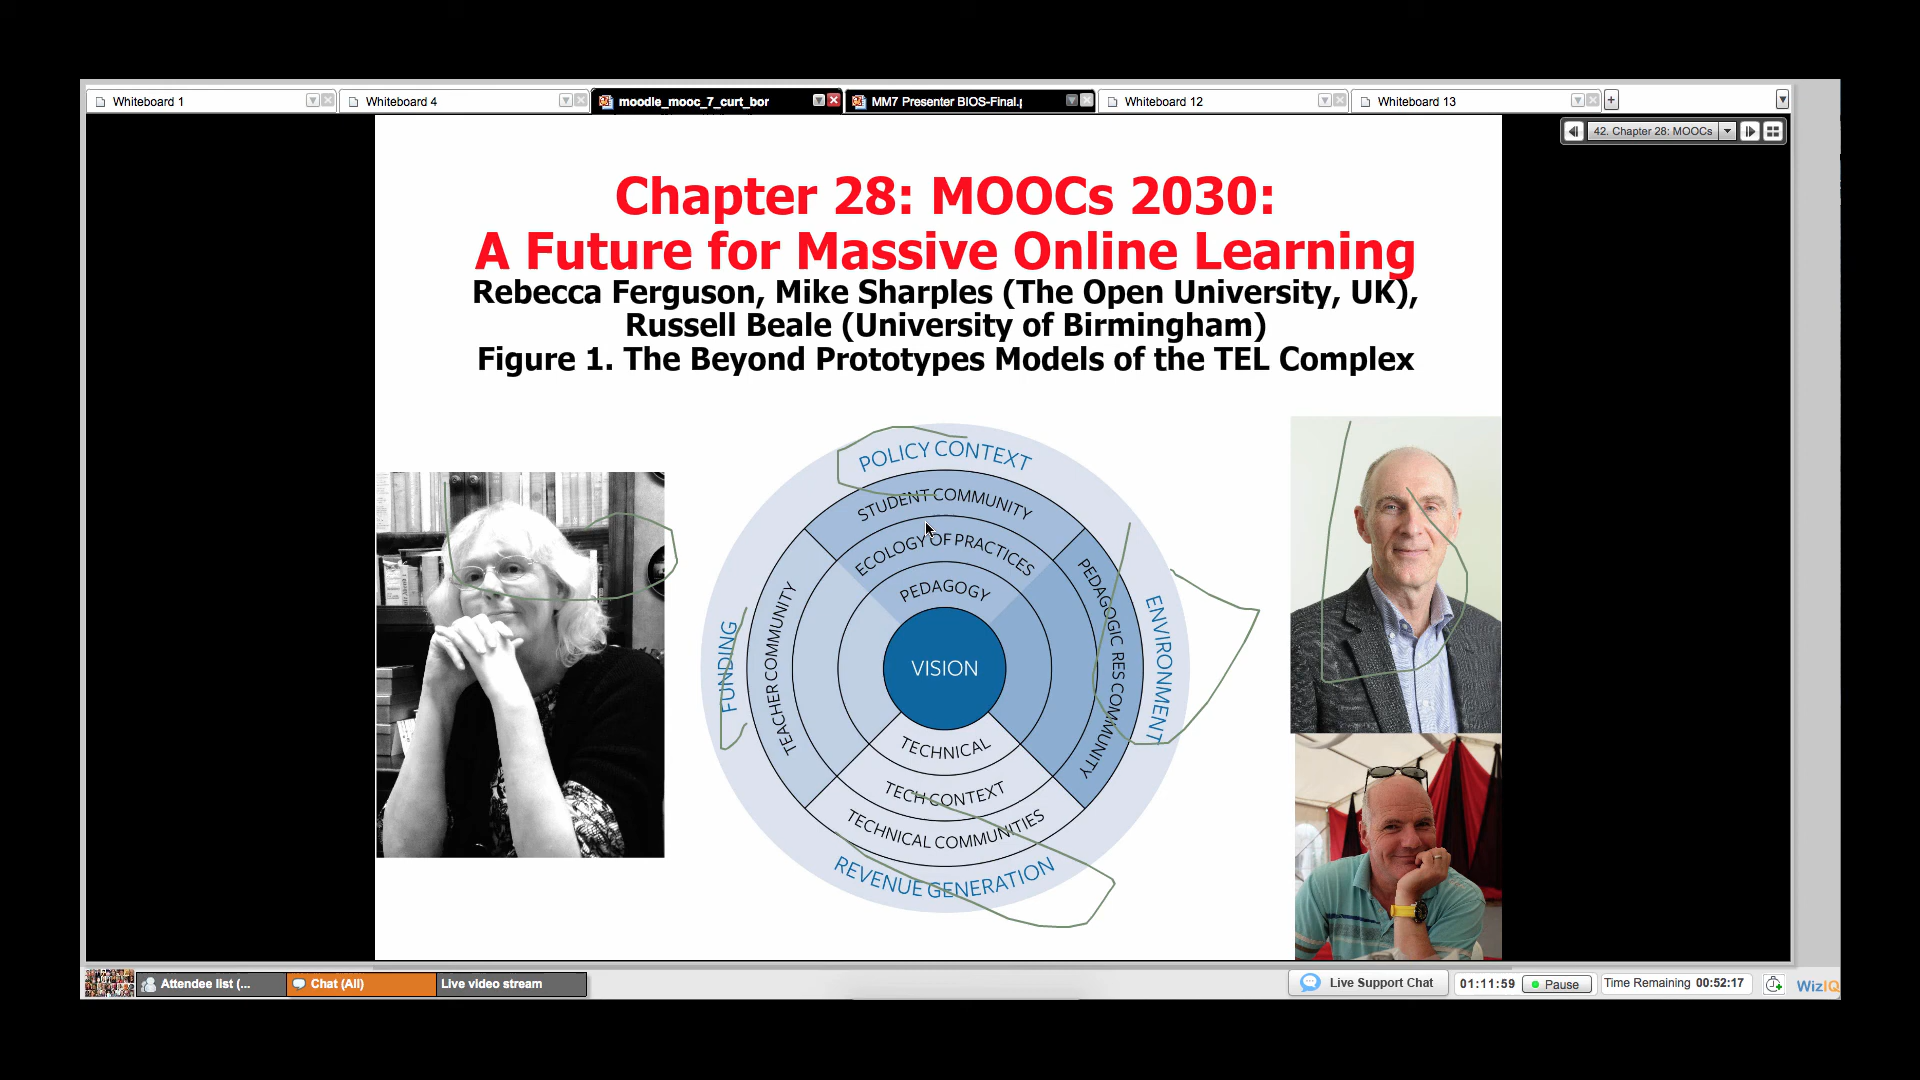 Whiteboard 1
Whiteboard 4
moodle_mooc_7_curt_bor
MM7 Presenter BIOS-Final.p
Whiteboard 12
Whiteboard 13
+
42. Chapter 28: MOOCs
Chapter 28: MOOCs 2030:
A Future for Massive Online Learning
Rebecca Ferguson, Mike Sharples (The Open University, UK),
Russell Beale (University of Birmingham)
Figure 1. The Beyond Prototypes Models of the TEL Complex
POLICY CONTEXT
STUDENT COMMUNITY
ECOLOGY OF PRACTICES
PEDAGOGY
FUNDING
TEACHER COMMUNITY
VISION
PEDAGOGIC RES COMMUNITY
ENVIRONMENT
TECHNICAL
TECH CONTEXT
TECHNICAL COMMUNITIES
REVENUE GENERATION
Attendee list (...
Chat (All)
Live video stream
Live Support Chat
01:11:59
Pause
Time Remaining 00:52:17
WizIQ